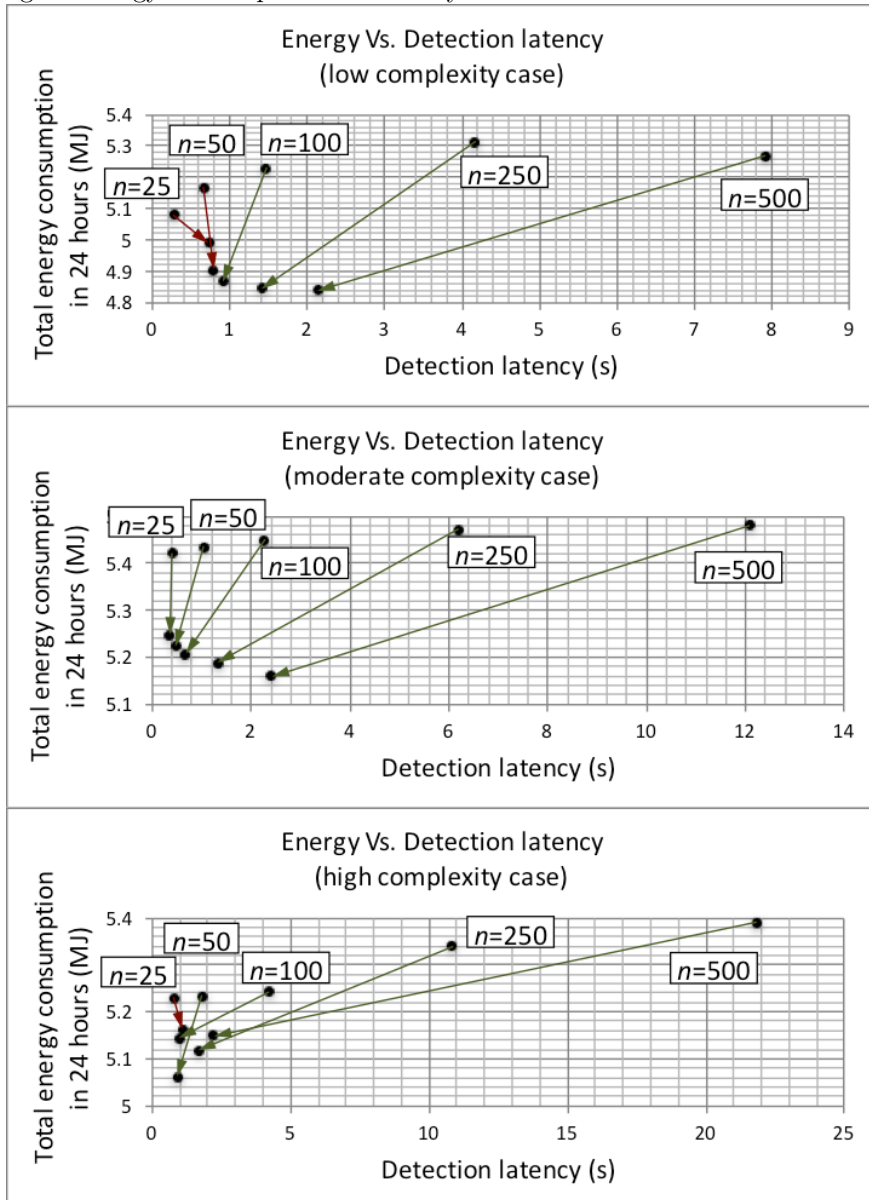 Energy Vs. Detection latency
(low complexity case)
Total energy consumption
in 24 hours (MJ)
5.4
5.3
5.1
5
4.9
4.8
n=25
n=50
n=100
n=250
n=500
0 1 2 3 4 5 6 7 8 9
Detection latency (s)
Energy Vs. Detection latency
(moderate complexity case)
Total energy consumption
in 24 hours (MJ)
5.4
5.3
5.2
5.1
n=25
n=50
n=100
n=250
n=500
0 2 4 6 8 10 12 14
Detection latency (s)
Energy Vs. Detection latency
(high complexity case)
Total energy consumption
in 24 hours (MJ)
5.4
5.2
5.1
5
n=25
n=50
n=100
n=250
n=500
0 5 10 15 20 25
Detection latency (s)